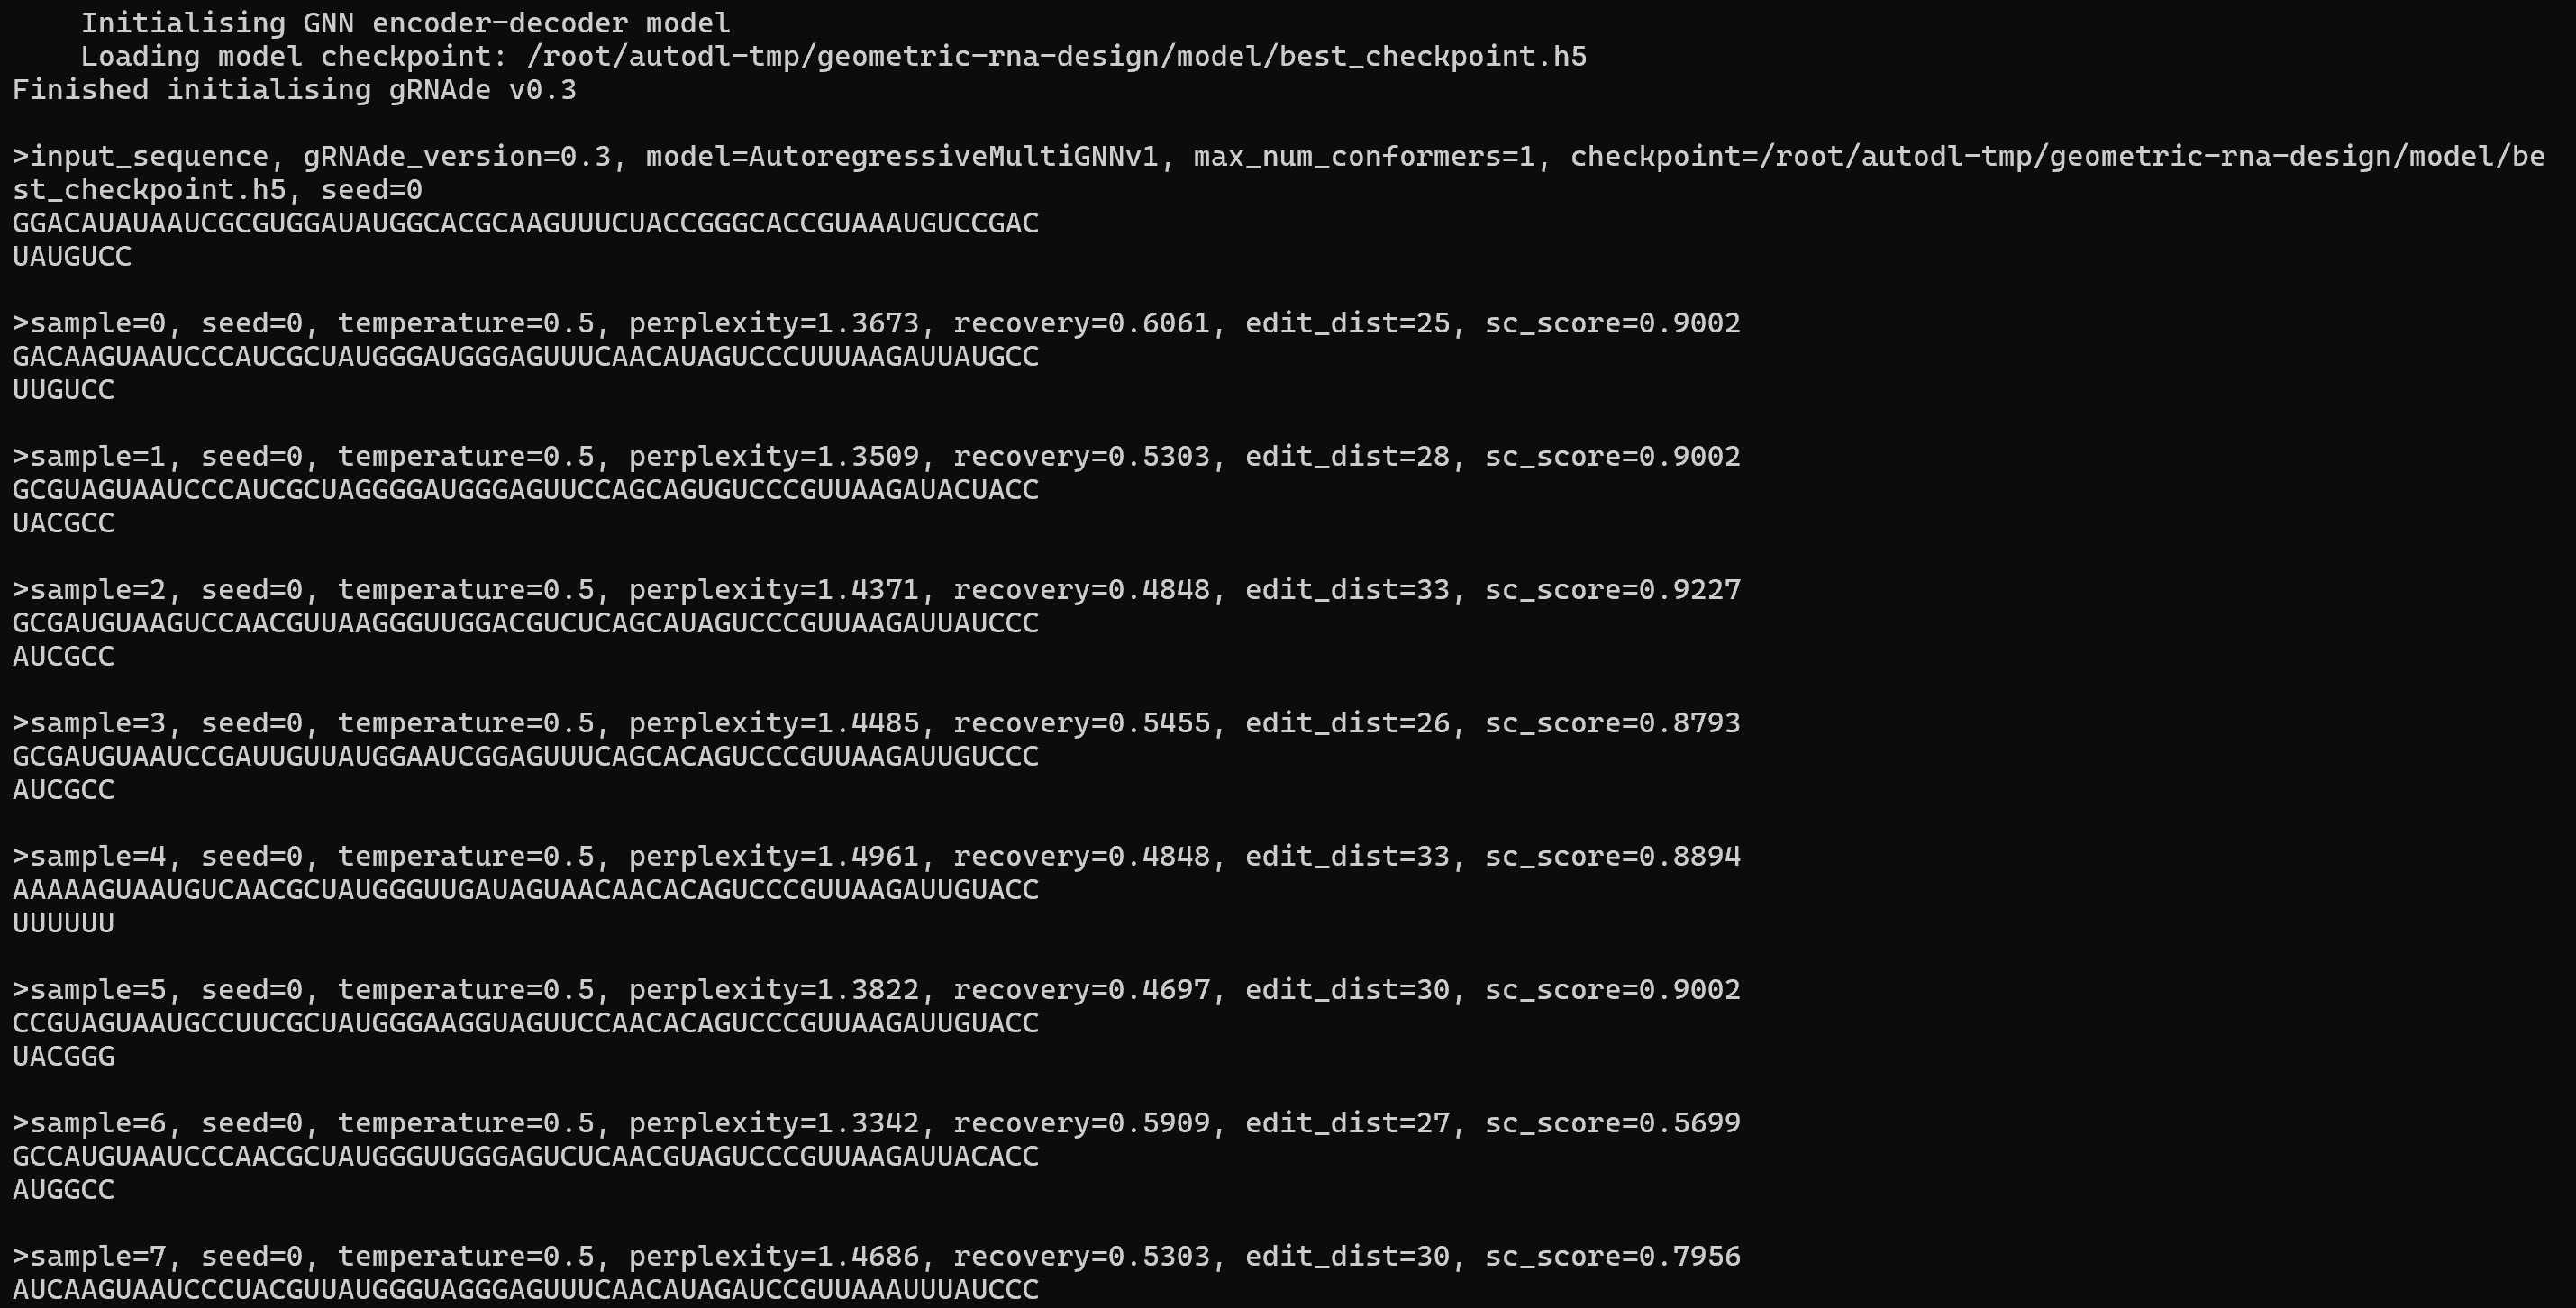 Initialising GNN encoder-decoder model
Loading model checkpoint: /root/autodl-tmp/geometric-rna-design/model/best_checkpoint.h5
Finished initialising gRNAde v0.3
>input_sequence, gRNAde_version=0.3, model=AutoregressiveMultiGNNv1, max_num_conformers=1, checkpoint=/root/autodl-tmp/geometric-rna-design/model/be
st_checkpoint.h5, seed=0
GGACAUAUAAUCGCGUGGAUAUGGCACGCAAGUUUCUACCGGGCACCGUAAAUGUCCGAC
UAUGUCC
>sample=0, seed=0, temperature=0.5, perplexity=1.3673, recovery=0.6061, edit_dist=25, sc_score=0.9002
GACAAGUAAUCCCAUCGCUAUGGGAUGGGAGUUUCAACAUAGUCCCUUUAAGAUUAUGCC
UUGUCC
>sample=1, seed=0, temperature=0.5, perplexity=1.3509, recovery=0.5303, edit_dist=28, sc_score=0.9002
GCGUAGUAAUCCCAUCGCUAGGGGAUGGGAGUUCCAGCAGUGUCCCGUUAAGAUACUACC
UACGCC
>sample=2, seed=0, temperature=0.5, perplexity=1.4371, recovery=0.4848, edit_dist=33, sc_score=0.9227
GCGAUGUAAGUCCAACGUUAAGGGUUGGACGUCUCAGCAUAGUCCCGUUAAGAUUAUCCC
AUCGCC
>sample=3, seed=0, temperature=0.5, perplexity=1.4485, recovery=0.5455, edit_dist=26, sc_score=0.8793
GCGAUGUAAUCCGAUUGUUAUGGAAUCGGAGUUUCAGCACAGUCCCGUUAAGAUUGUCCC
AUCGCC
>sample=4, seed=0, temperature=0.5, perplexity=1.4961, recovery=0.4848, edit_dist=33, sc_score=0.8894
AAAAAGUAAUGUCAACGCUAUGGGUUGAUAGUAACAACACAGUCCCGUUAAGAUUGUACC
UUUUUU
>sample=5, seed=0, temperature=0.5, perplexity=1.3822, recovery=0.4697, edit_dist=30, sc_score=0.9002
CCGUAGUAAUGCCUUCGCUAUGGGAAGGUAGUUCCAACACAGUCCCGUUAAGAUUGUACC
UACGGG
>sample=6, seed=0, temperature=0.5, perplexity=1.3342, recovery=0.5909, edit_dist=27, sc_score=0.5699
GCCAUGUAAUCCCAACGCUAUGGGUUGGGAGUCUCAACGUAGUCCCGUUAAGAUUACACC
AUGGCC
>sample=7, seed=0, temperature=0.5, perplexity=1.4686, recovery=0.5303, edit_dist=30, sc_score=0.7956
AUCAAGUAAUCCCUACGUUAUGGGUAGGGAGUUUCAACAUAGAUCCGUUAAAUUUAUCCC